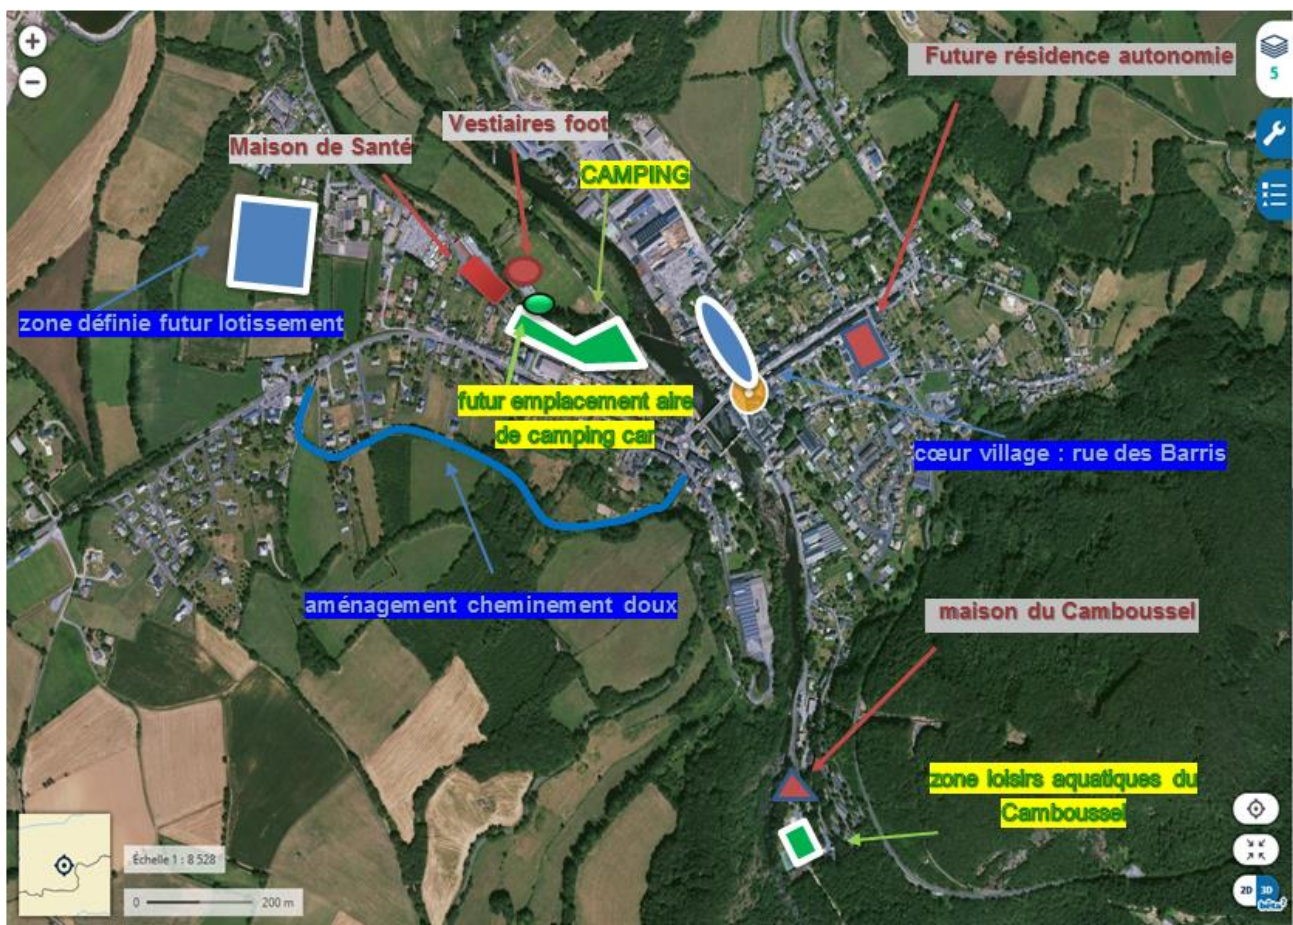 +
−
5
Future résidence autonomie
Vestiaires foot
Maison de Santé
CAMPING
zone définie futur lotissement
futur emplacement aire
de camping car
cœur village : rue des Barris
aménagement cheminement doux
maison du Camboussel
zone loisirs aquatiques du
Camboussel
Échelle 1 : 8 528
0 200 m
2D 3D
bêta